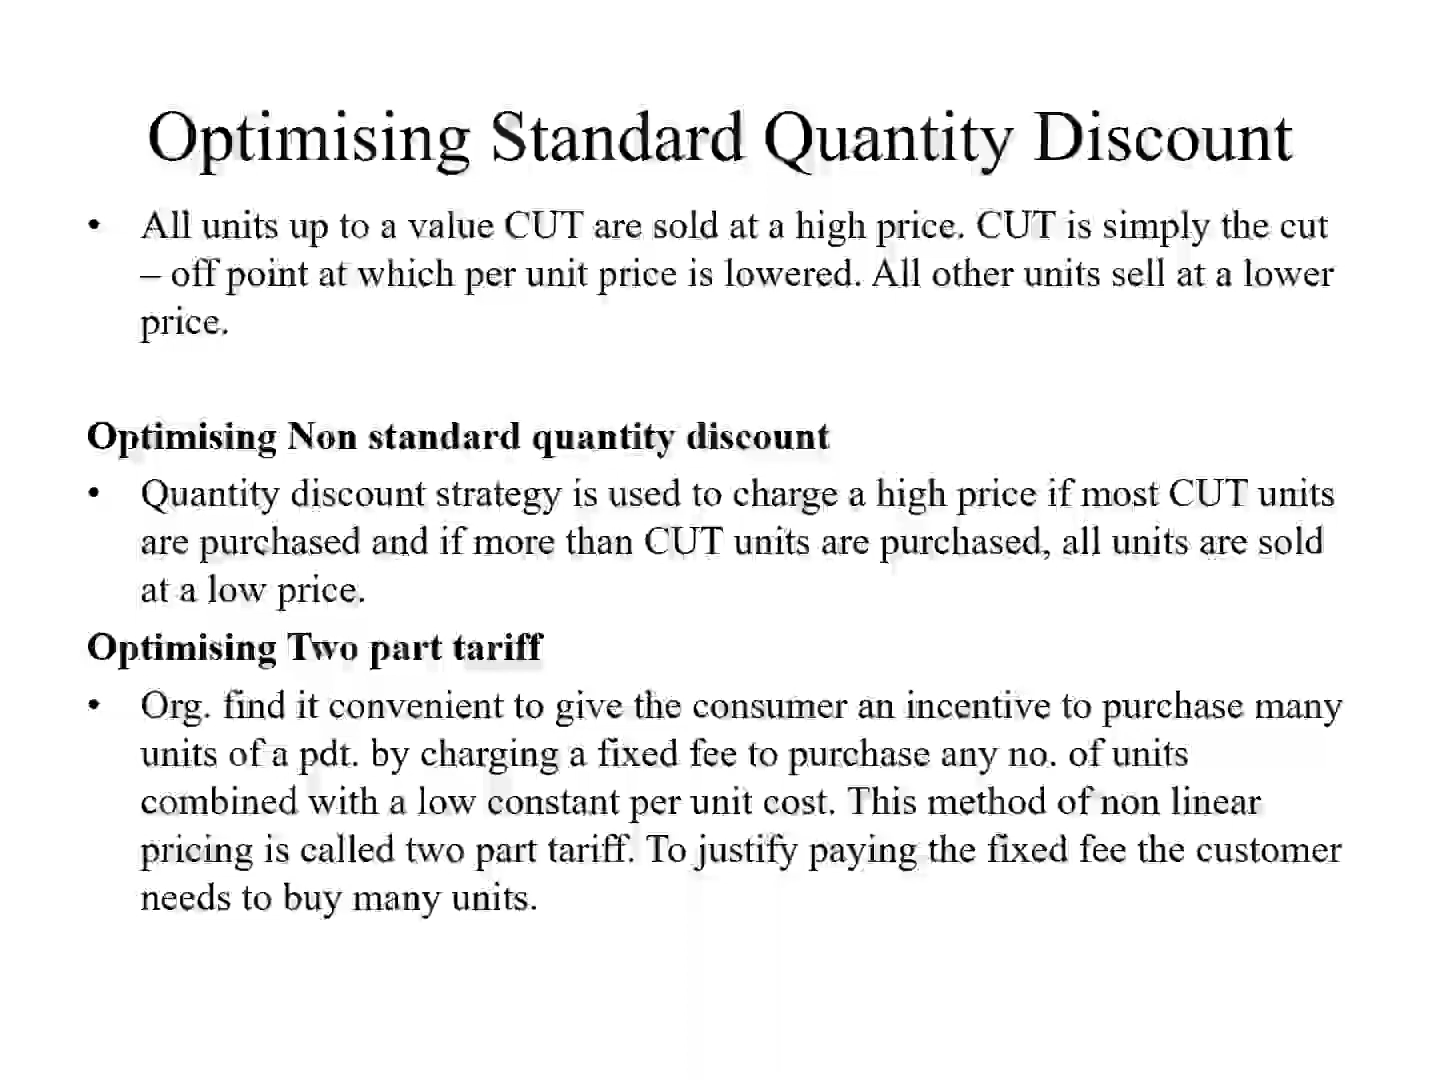 Optimising Standard Quantity Discount
• All units up to a value CUT are sold at a high price. CUT is simply the cut
– off point at which per unit price is lowered. All other units sell at a lower
price.
Optimising Non standard quantity discount
• Quantity discount strategy is used to charge a high price if most CUT units
are purchased and if more than CUT units are purchased, all units are sold
at a low price.
Optimising Two part tariff
• Org. find it convenient to give the consumer an incentive to purchase many
units of a pdt. by charging a fixed fee to purchase any no. of units
combined with a low constant per unit cost. This method of non linear
pricing is called two part tariff. To justify paying the fixed fee the customer
needs to buy many units.